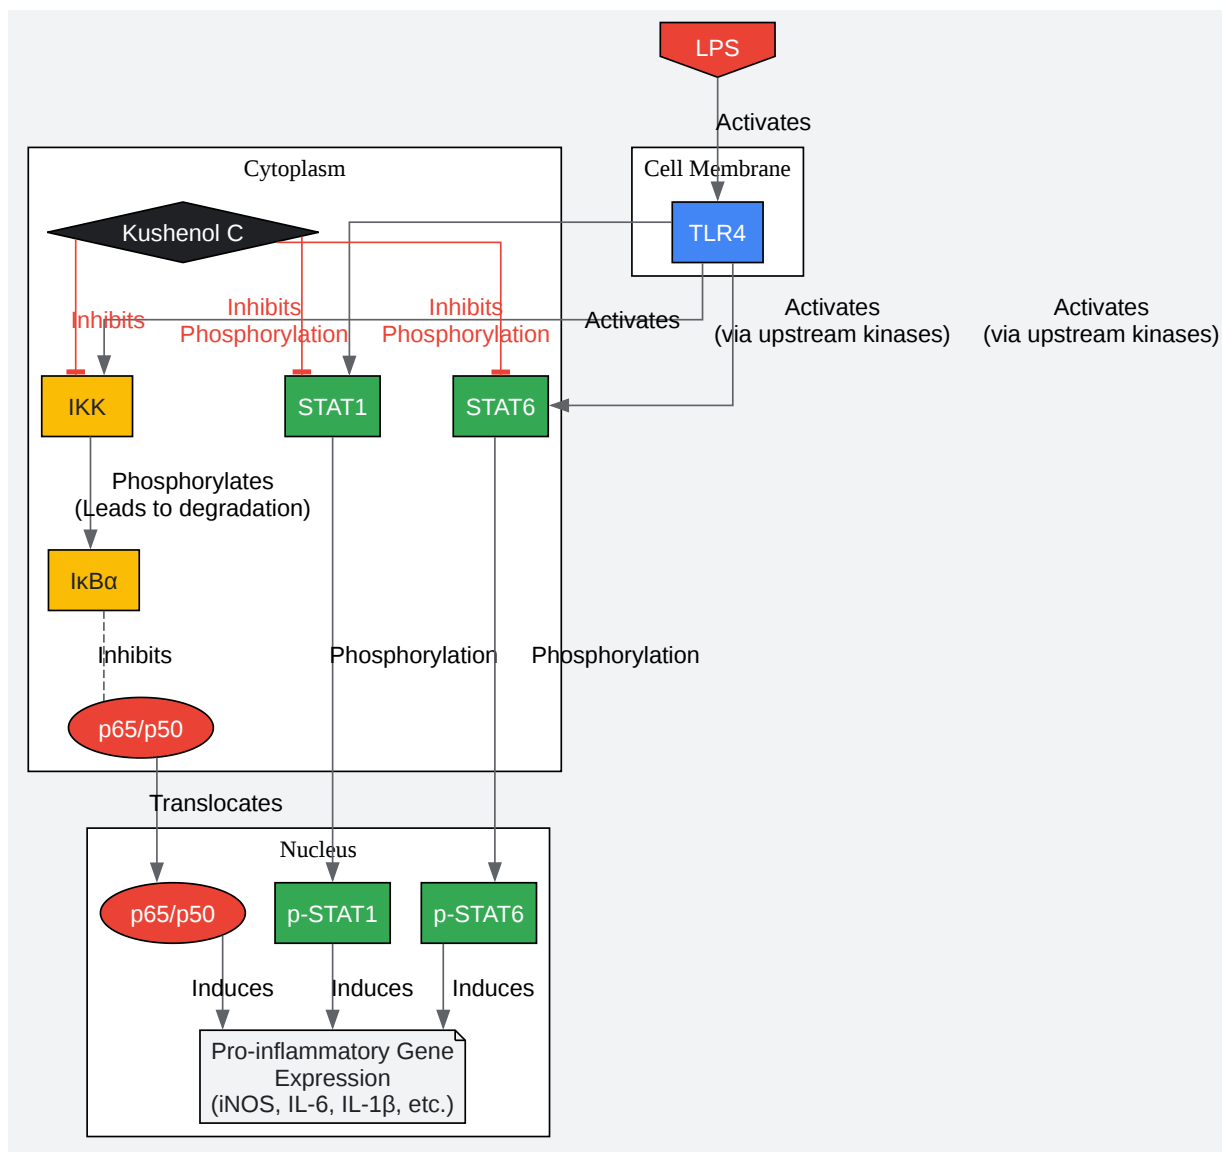 LPS
Activates
Cytoplasm
Cell Membrane
Kushenol C
TLR4
Inhibits
Inhibits
Phosphorylation
Inhibits
Phosphorylation
Activates
Activates
(via upstream kinases)
Activates
(via upstream kinases)
IKK
STAT1
STAT6
Phosphorylates
(Leads to degradation)
IκBα
Inhibits
Phosphorylation
Phosphorylation
p65/p50
Translocates
Nucleus
p65/p50
p-STAT1
p-STAT6
Induces
Induces
Induces
Pro-inflammatory Gene
Expression
(iNOS, IL-6, IL-1β, etc.)